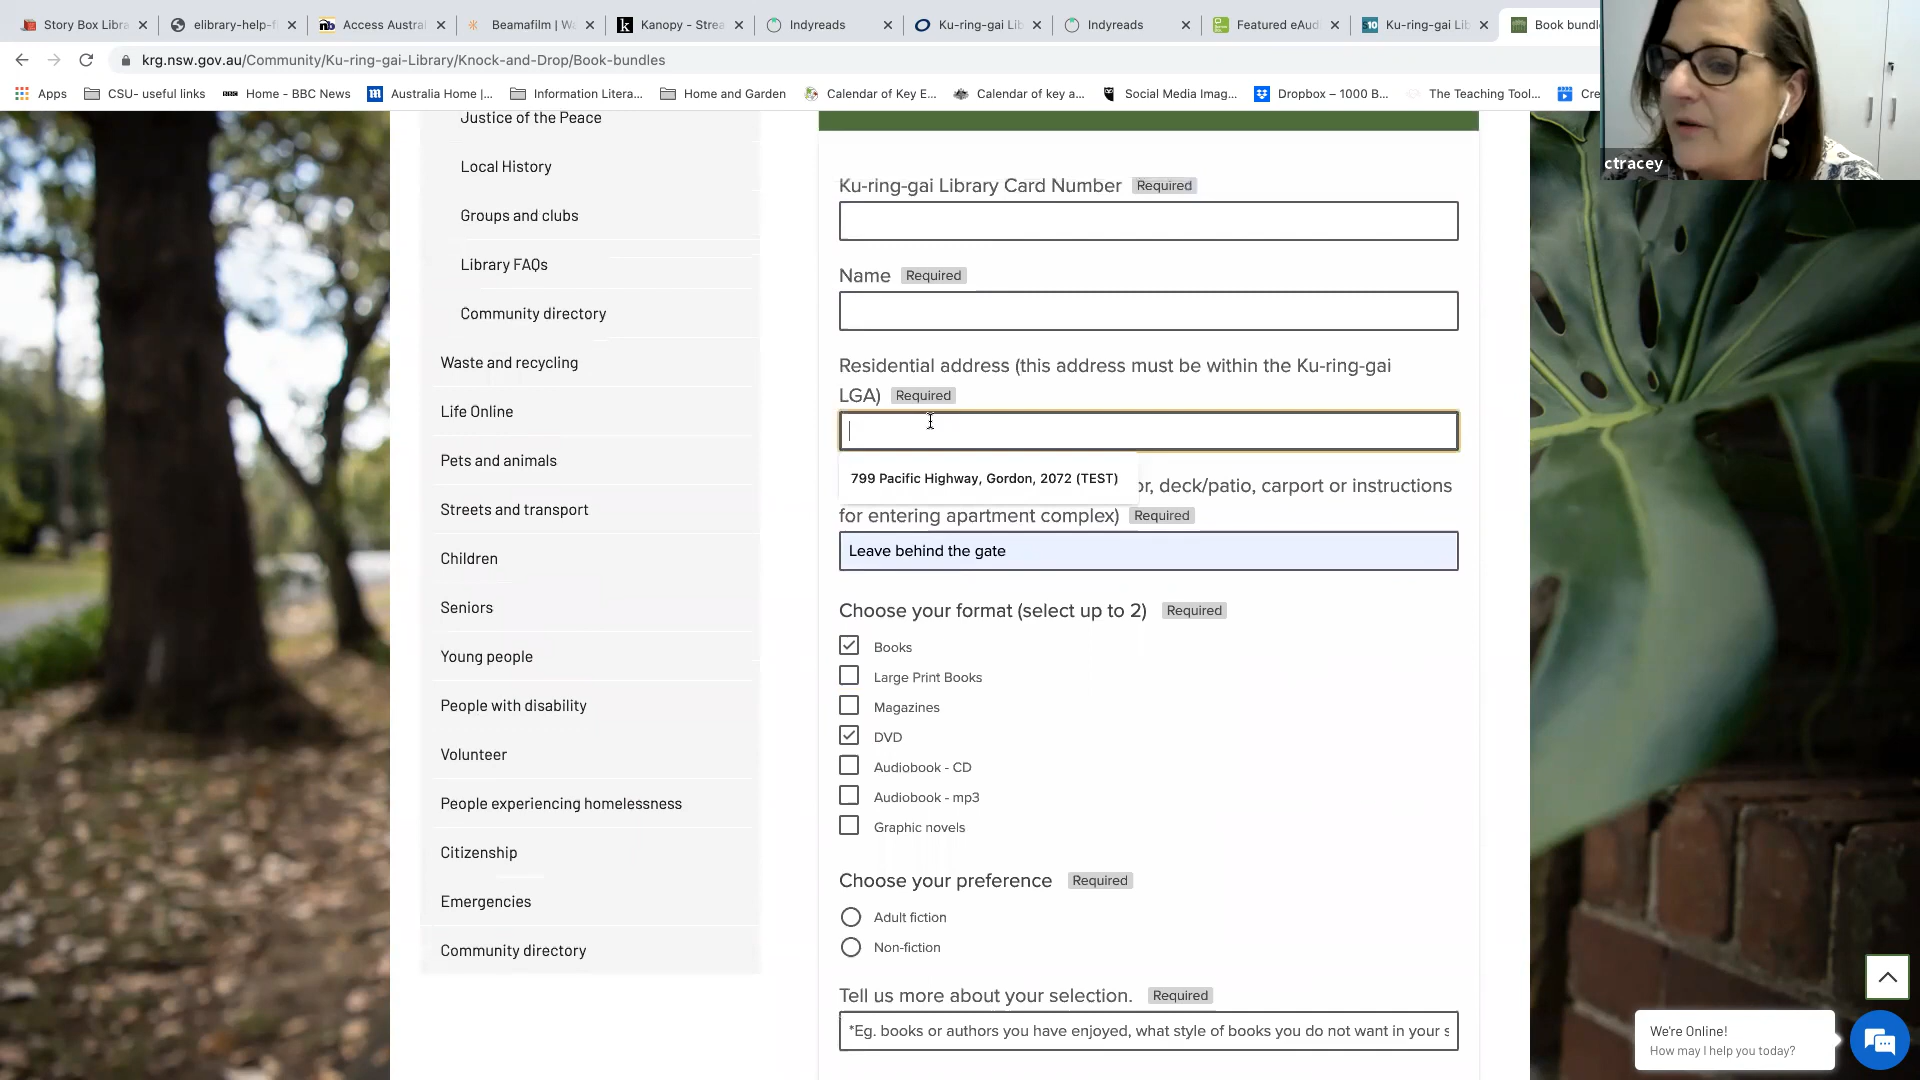 Story Box Libra
elibrary-help-f
Access Austral
Beamafilm | Wa
Kanopy - Strea
Indyreads
Ku-ring-gai Lib
Indyreads
Featured eAudi
Ku-ring-gai Lib
Book bundl
krg.nsw.gov.au/Community/Ku-ring-gai-Library/Knock-and-Drop/Book-bundles
Apps
CSU- useful links
Home - BBC News
Australia Home |...
Information Litera...
Home and Garden
Calendar of Key E...
Calendar of key a...
Social Media Imag...
Dropbox – 1000 B...
The Teaching Tool...
Cre
ctracey
Justice of the Peace
Local History
Groups and clubs
Library FAQs
Community directory
Waste and recycling
Life Online
Pets and animals
Streets and transport
Children
Seniors
Young people
People with disability
Volunteer
People experiencing homelessness
Citizenship
Emergencies
Community directory
Ku-ring-gai Library Card Number Required
Name Required
Residential address (this address must be within the Ku-ring-gai
LGA) Required
799 Pacific Highway, Gordon, 2072 (TEST)
or, deck/patio, carport or instructions
for entering apartment complex) Required
Leave behind the gate
Choose your format (select up to 2) Required
Books
Large Print Books
Magazines
DVD
Audiobook - CD
Audiobook - mp3
Graphic novels
Choose your preference Required
Adult fiction
Non-fiction
Tell us more about your selection. Required
*Eg. books or authors you have enjoyed, what style of books you do not want in your s
We're Online!
How may I help you today?